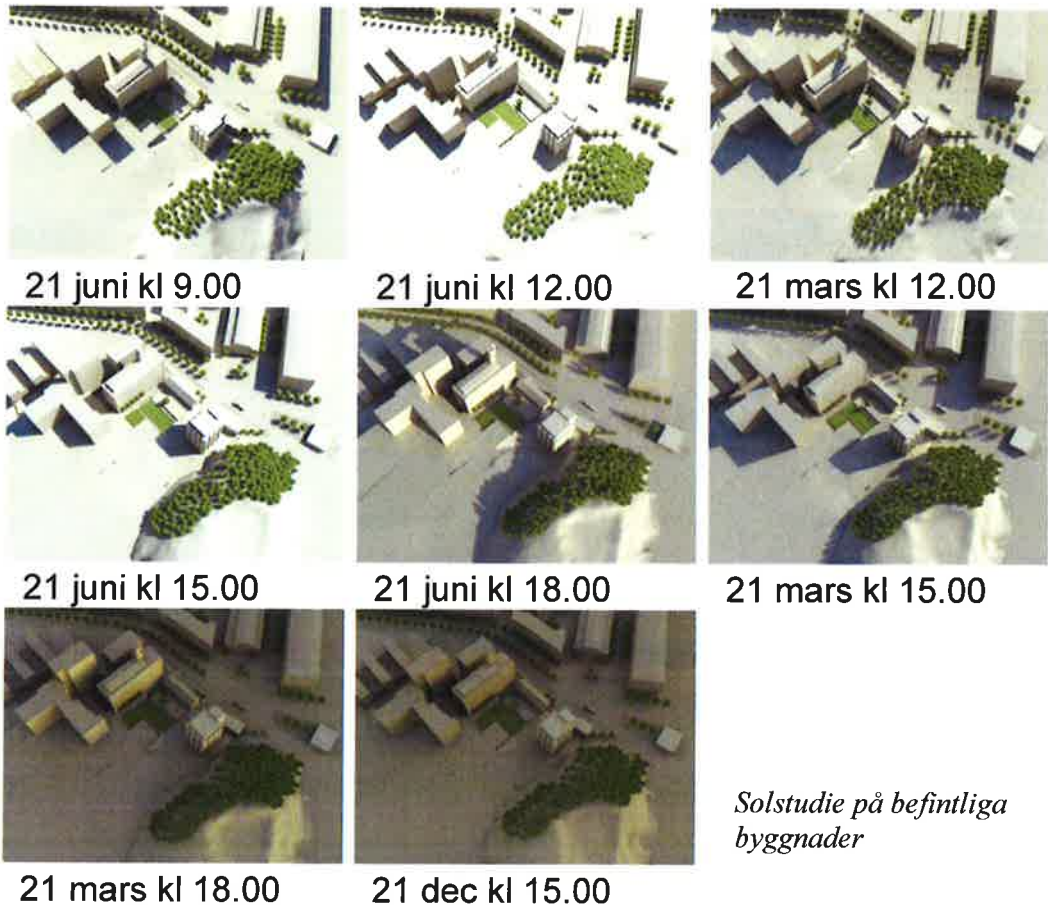 21 juni kl 9.00
21 juni kl 12.00
21 mars kl 12.00
21 juni kl 15.00
21 juni kl 18.00
21 mars kl 15.00
21 mars kl 18.00
21 dec kl 15.00
Solstudie på befintliga
byggnader